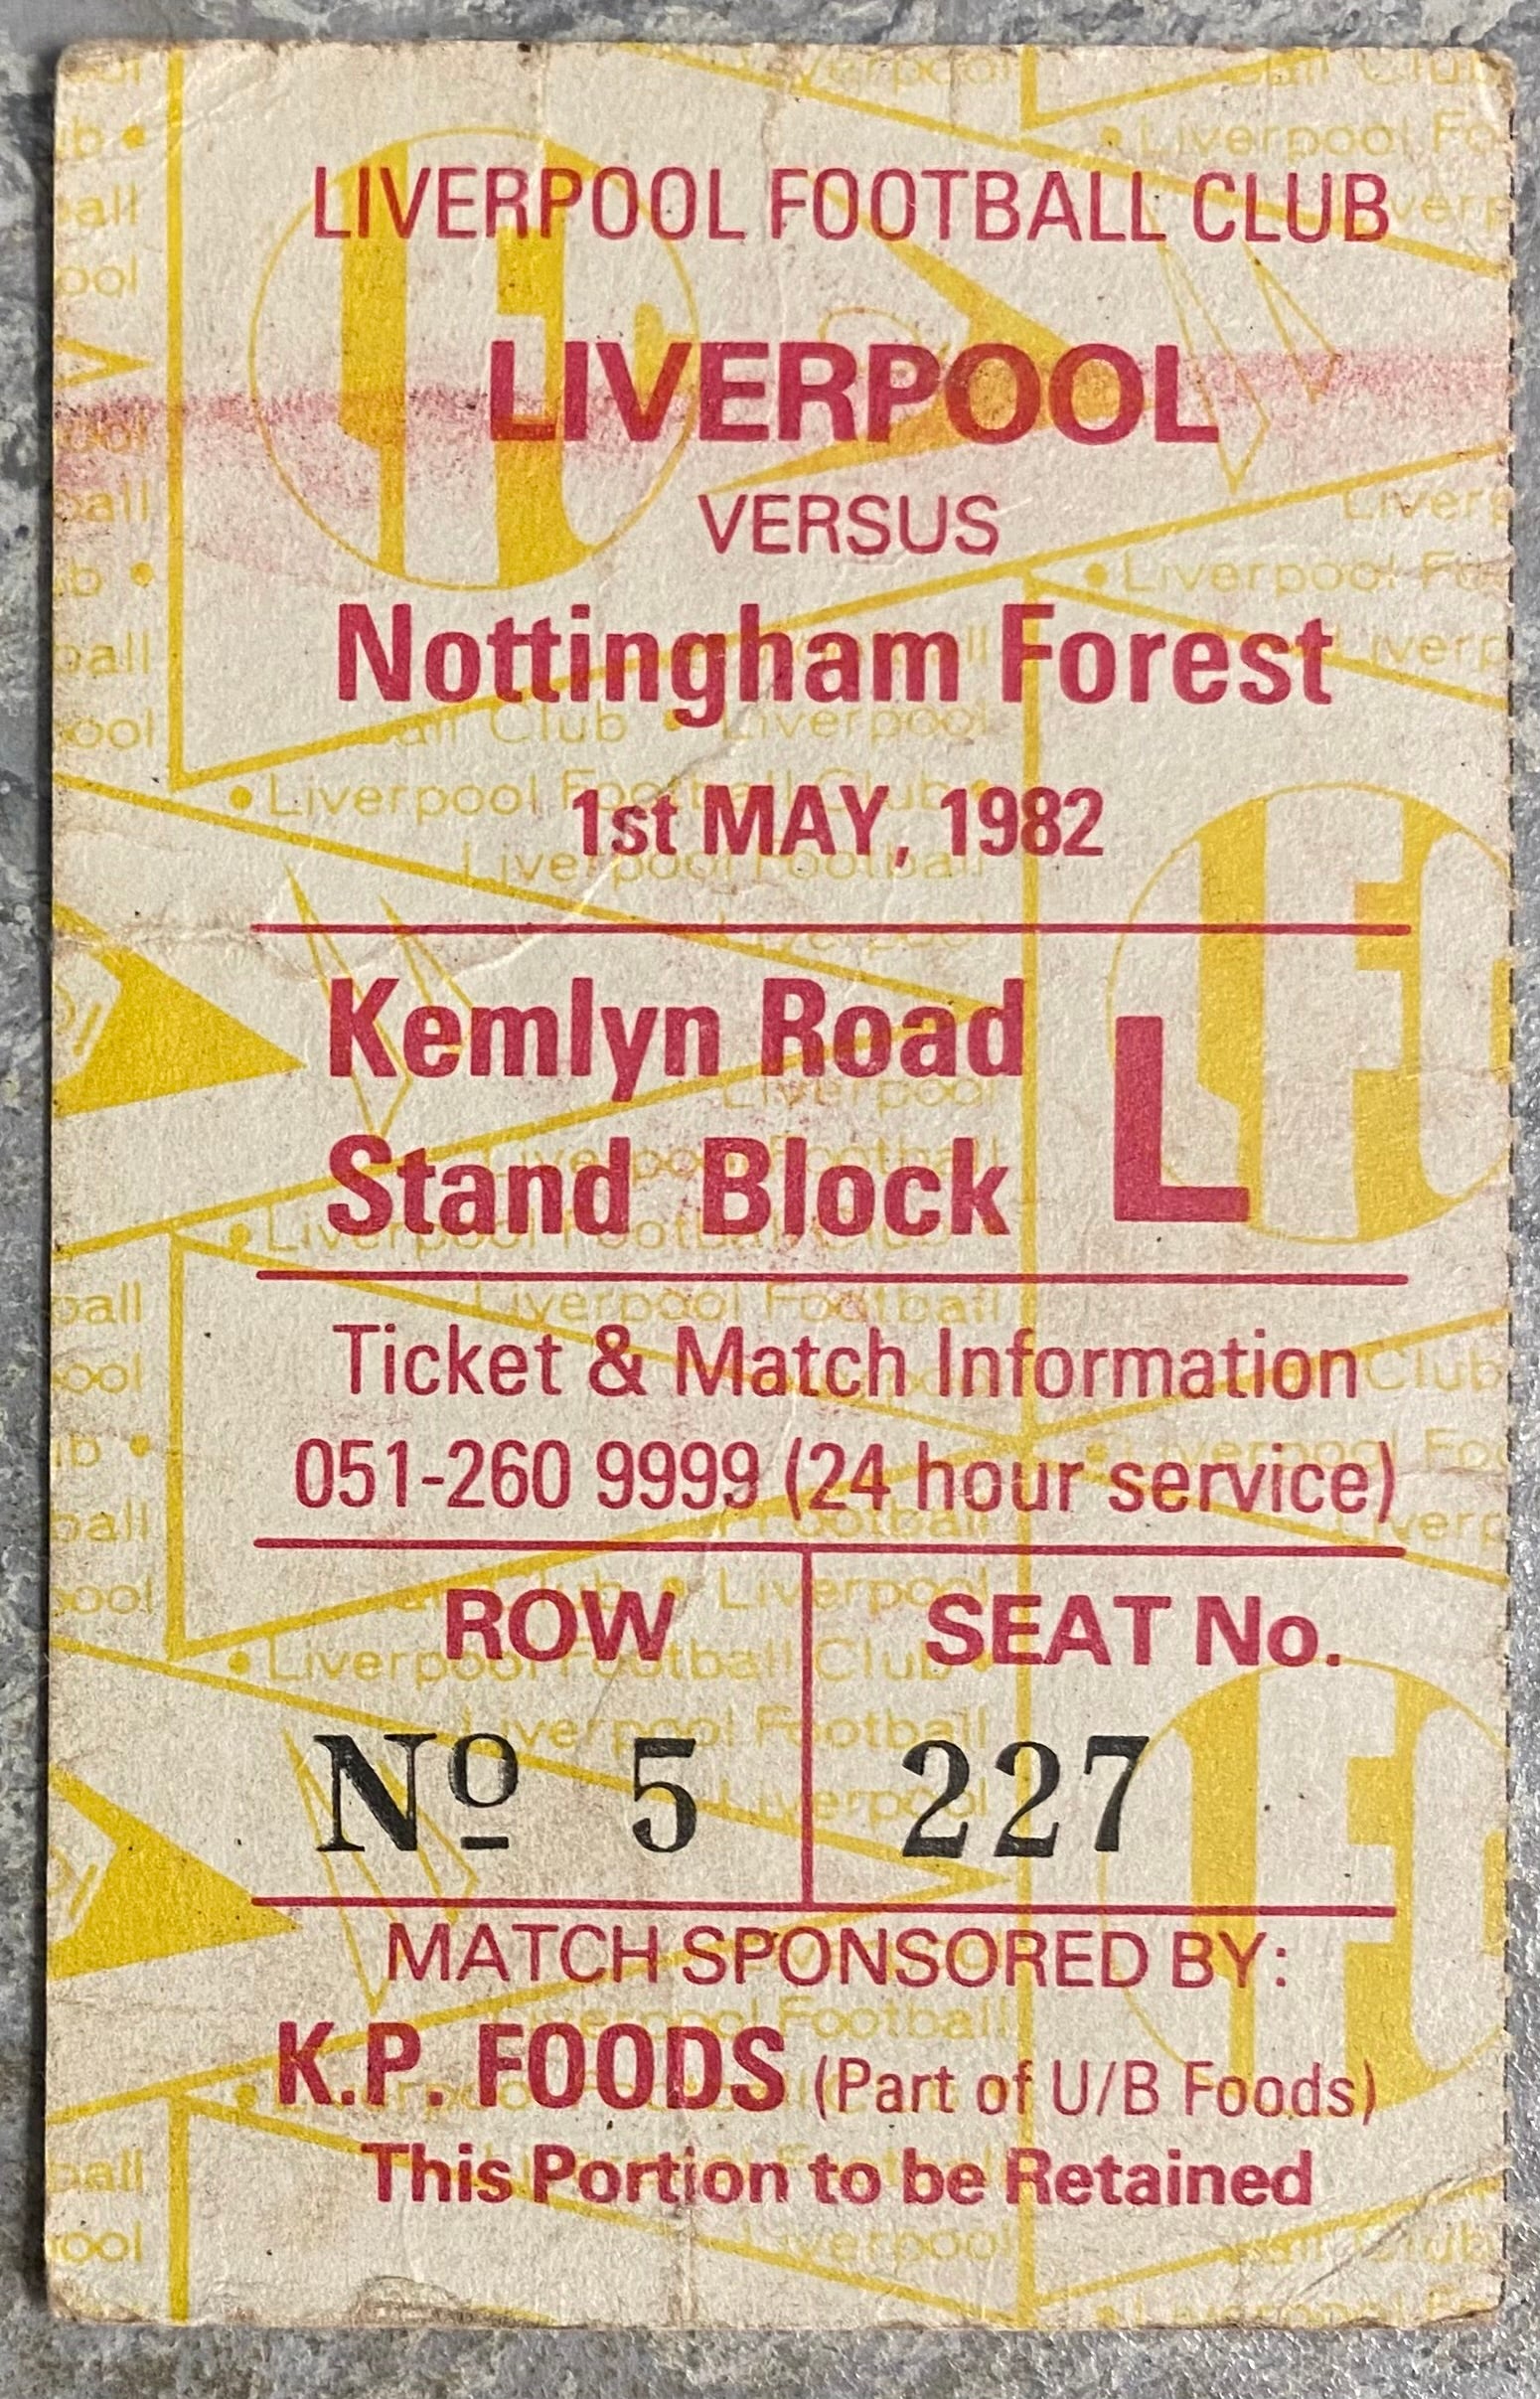 LIVERPOOL FOOTBALL CLUB
LIVERPOOL
VERSUS
Nottingham Forest
1st MAY, 1982
Kemlyn Road
Stand Block L
Ticket & Match Information
051-260 9999 (24 hour service)
ROW SEAT No.
Nº 5 227
MATCH SPONSORED BY:
K.P. FOODS (Part of U/B Foods)
This Portion to be Retained